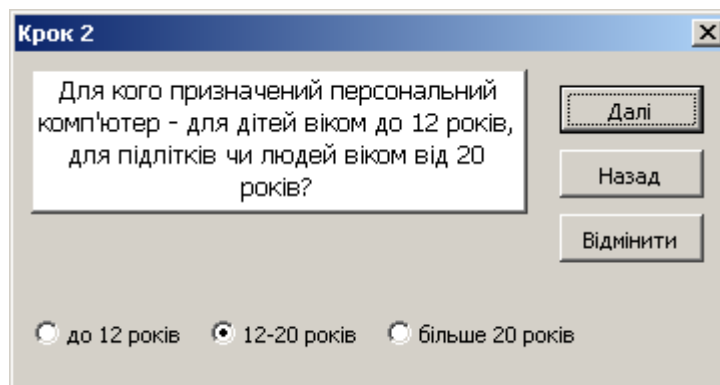 Крок 2
Для кого призначений персональний
комп'ютер - для дітей віком до 12 років,
для підлітків чи людей віком від 20
років?
Далі
Назад
Відмінити
до 12 років 12-20 років більше 20 років